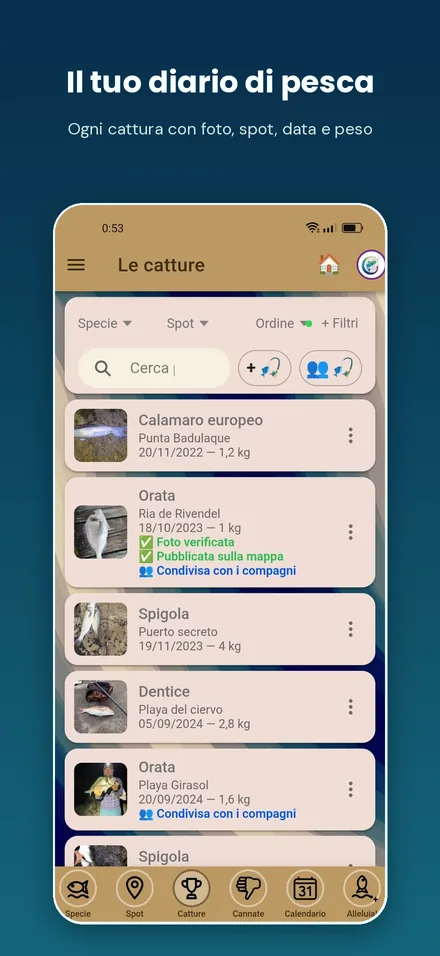 Il tuo diario di pesca
Ogni cattura con foto, spot, data e peso
0:53
Le catture
Specie
Spot
Ordine
+ Filtri
Cerca
+
Calamaro europeo
Punta Badulaque
20/11/2022 — 1,2 kg
Orata
Ria de Rivendel
18/10/2023 — 1 kg
✅ Foto verificata
✅ Pubblicata sulla mappa
👥 Condivisa con i compagni
Spigola
Puerto secreto
19/11/2023 — 4 kg
Dentice
Playa del ciervo
05/09/2024 — 2,8 kg
Orata
Playa Girasol
20/09/2024 — 1,6 kg
👥 Condivisa con i compagni
Spigola
31
Specie
Spot
Catture
Cannate
Calendario
Alleluia!